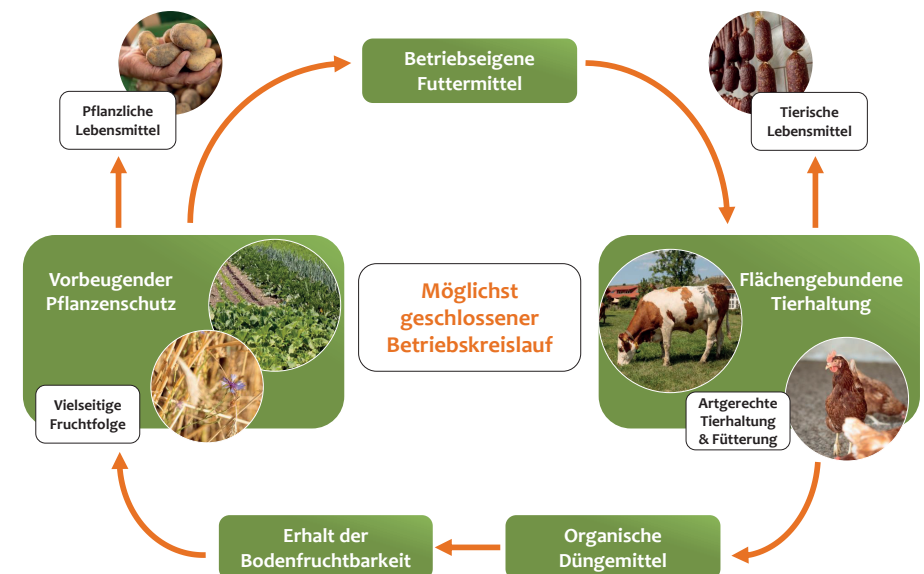 Betriebseigene
Futtermittel
Pflanzliche
Lebensmittel
Tierische
Lebensmittel
Vorbeugender
Pflanzenschutz
Möglichst
geschlossener
Betriebskreislauf
Flächengebundene
Tierhaltung
Vielseitige
Fruchtfolge
Artgerechte
Tierhaltung
& Fütterung
Erhalt der
Bodenfruchtbarkeit
Organische
Düngemittel